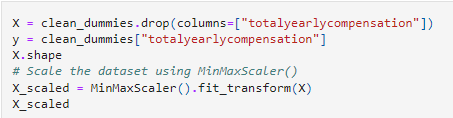 X = clean_dummies.drop(columns=["totalyearlycompensation"])
y = clean_dummies["totalyearlycompensation"]
X.shape
# Scale the dataset using MinMaxScaler()
X_scaled = MinMaxScaler().fit_transform(X)
X_scaled